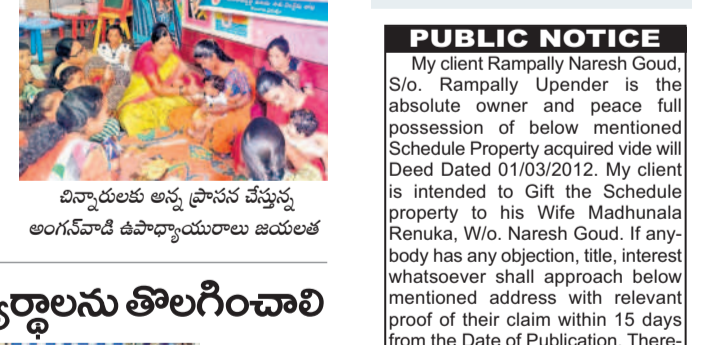 చిన్నారులకు అన్న ప్రాసన చేస్తున్న
అంగన్‌వాడి ఉపాధ్యాయురాలు జయలత
తొలగించాలి
PUBLIC NOTICE
My client Rampally Naresh Goud,
S/o. Rampally Upender is the
absolute owner and peace full
possession of below mentioned
Schedule Property acquired vide will
Deed Dated 01/03/2012. My client
is intended to Gift the Schedule
property to his Wife Madhunala
Renuka, W/o. Naresh Goud. If any-
body has any objection, title, interest
whatsoever shall approach below
mentioned address with relevant
proof of their claim within 15 days
from the Date of Publication. There-